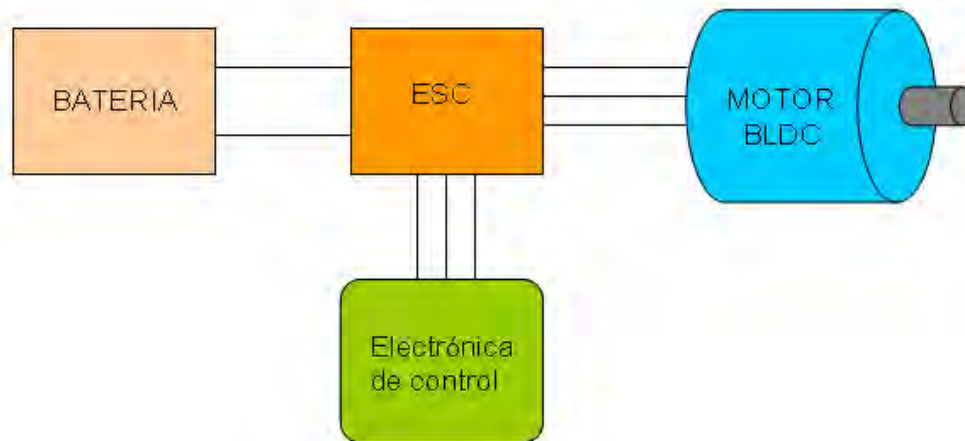 BATERIA
ESC
MOTOR
BLDC
Electrónica
de control